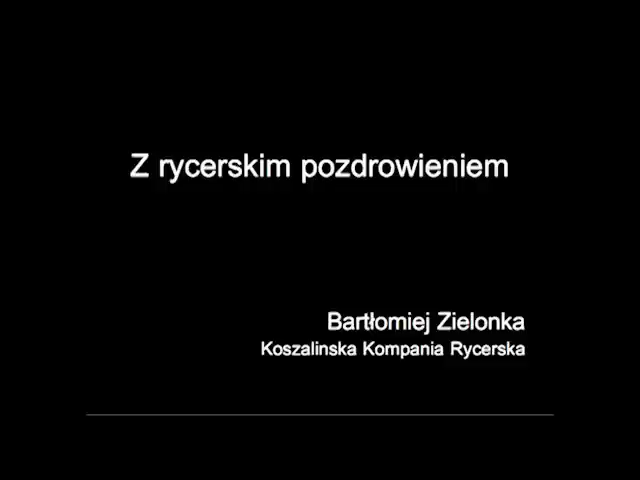 Z rycerskim pozdrowieniem
Bartłomiej Zielonka
Koszalinska Kompania Rycerska